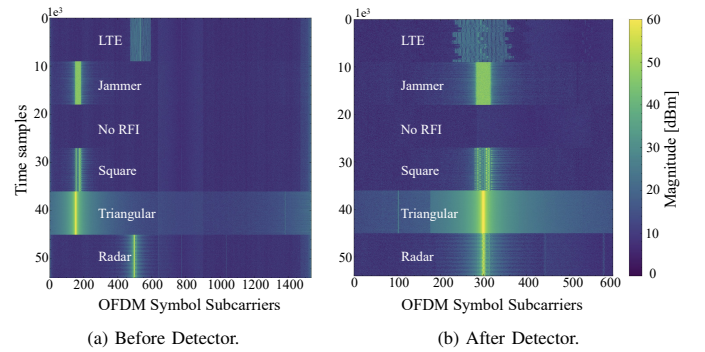 0 1e³
10
20
30
40
50
Time samples
LTE
Jammer
No RFI
Square
Triangular
Radar
0 200 400 600 800 1000 1200 1400
OFDM Symbol Subcarriers
(a) Before Detector.
0 1e³
10
20
30
40
50
LTE
Jammer
No RFI
Square
Triangular
Radar
0 100 200 300 400 500 600
OFDM Symbol Subcarriers
(b) After Detector.
60
50
40
30
20
10
0
Magnitude [dBm]